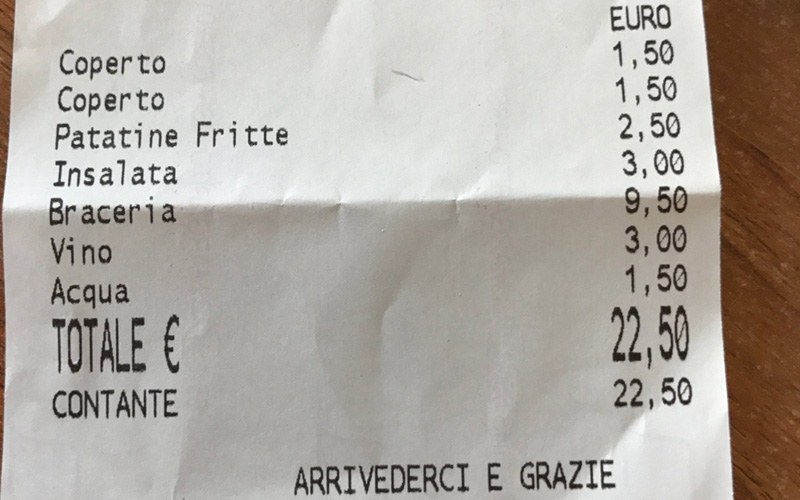 EURO
Coperto 1,50
Coperto 1,50
Patatine Fritte 2,50
Insalata 3,00
Braceria 9,50
Vino 3,00
Acqua 1,50
TOTALE € 22,50
CONTANTE 22,50
ARRIVEDERCI E GRAZIE